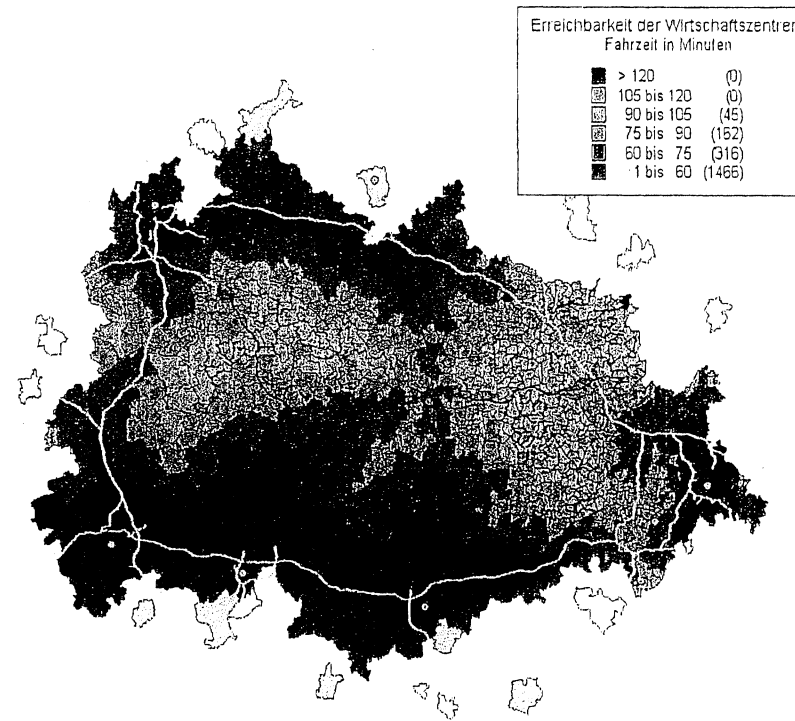 Erreichbarkeit der Wirtschaftszentren
Fahrzeit in Minuten
> 120 (0)
105 bis 120 (0)
90 bis 105 (45)
75 bis 90 (162)
60 bis 75 (316)
1 bis 60 (1466)